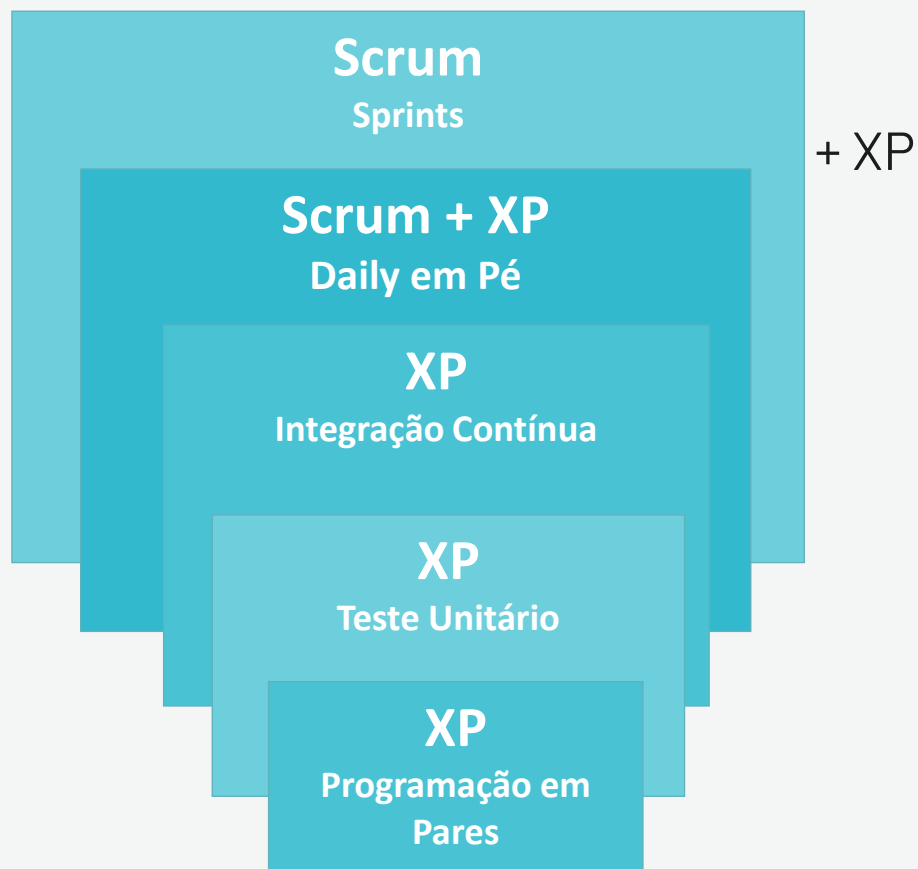 Scrum
Sprints
+ XP
Scrum + XP
Daily em Pé
XP
Integração Contínua
XP
Teste Unitário
XP
Programação em
Pares